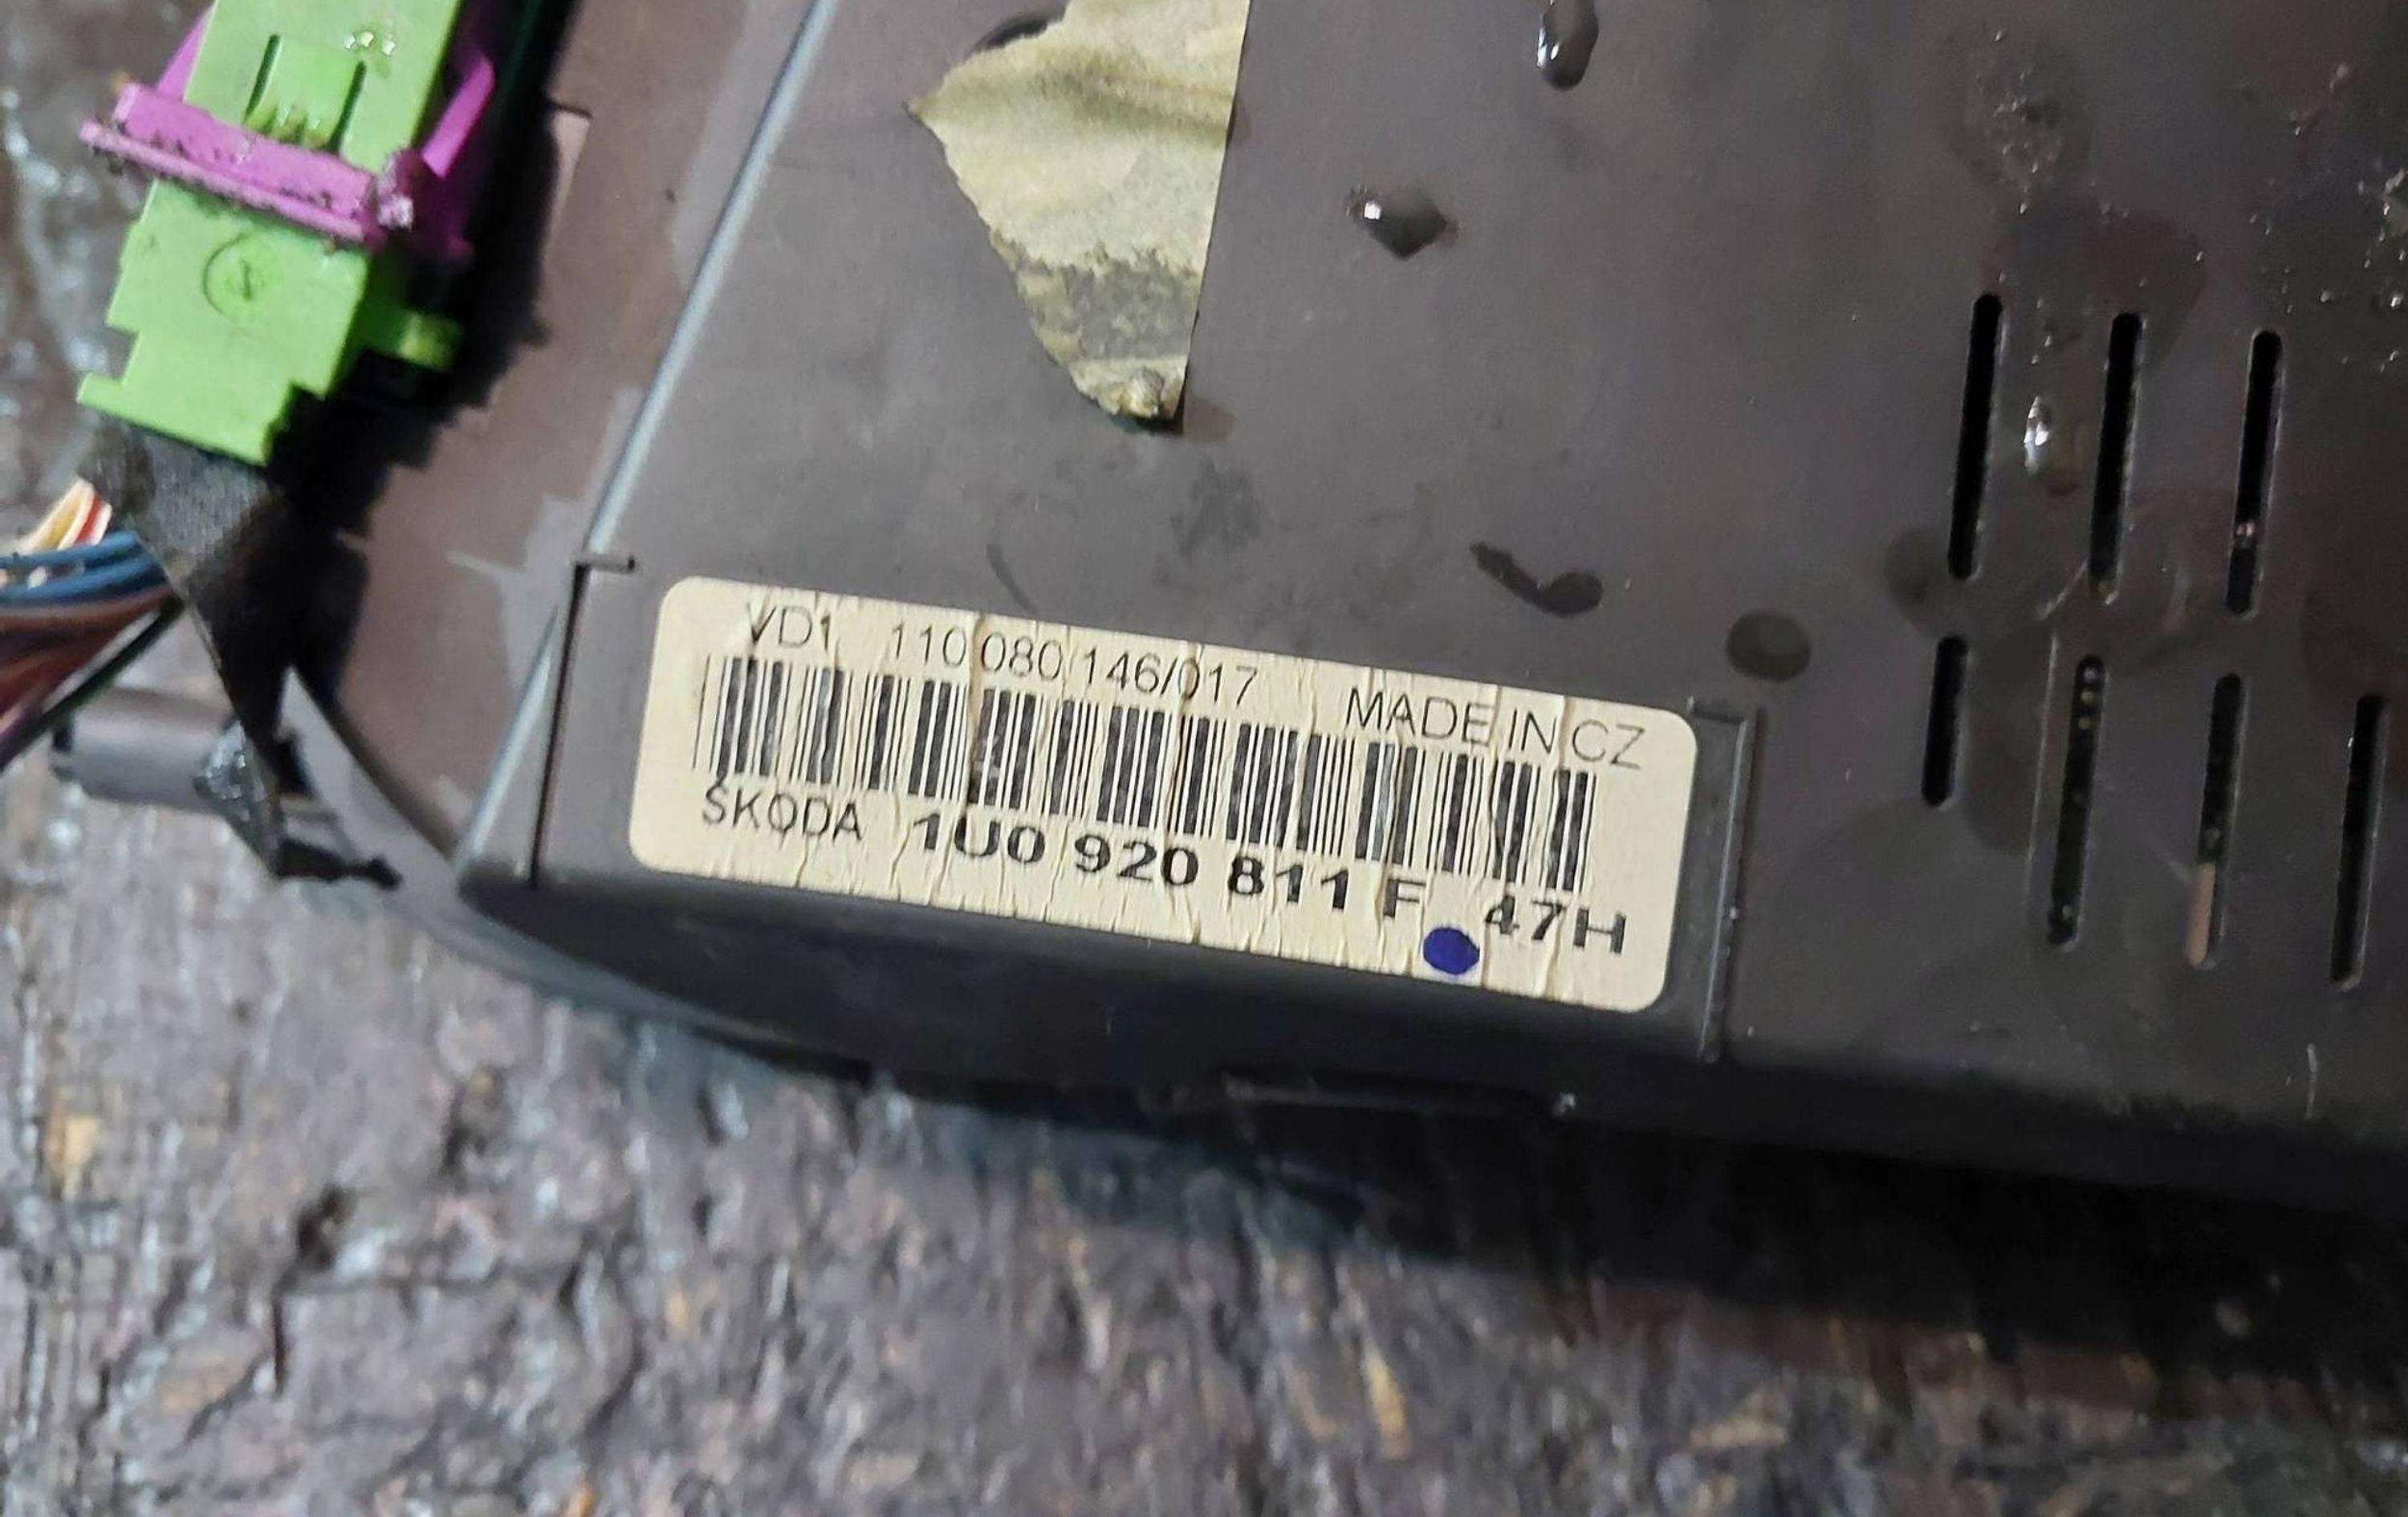 VD1 110 080 146/017 MADE IN CZ
ŠKODA 1U0 920 811 F 47H